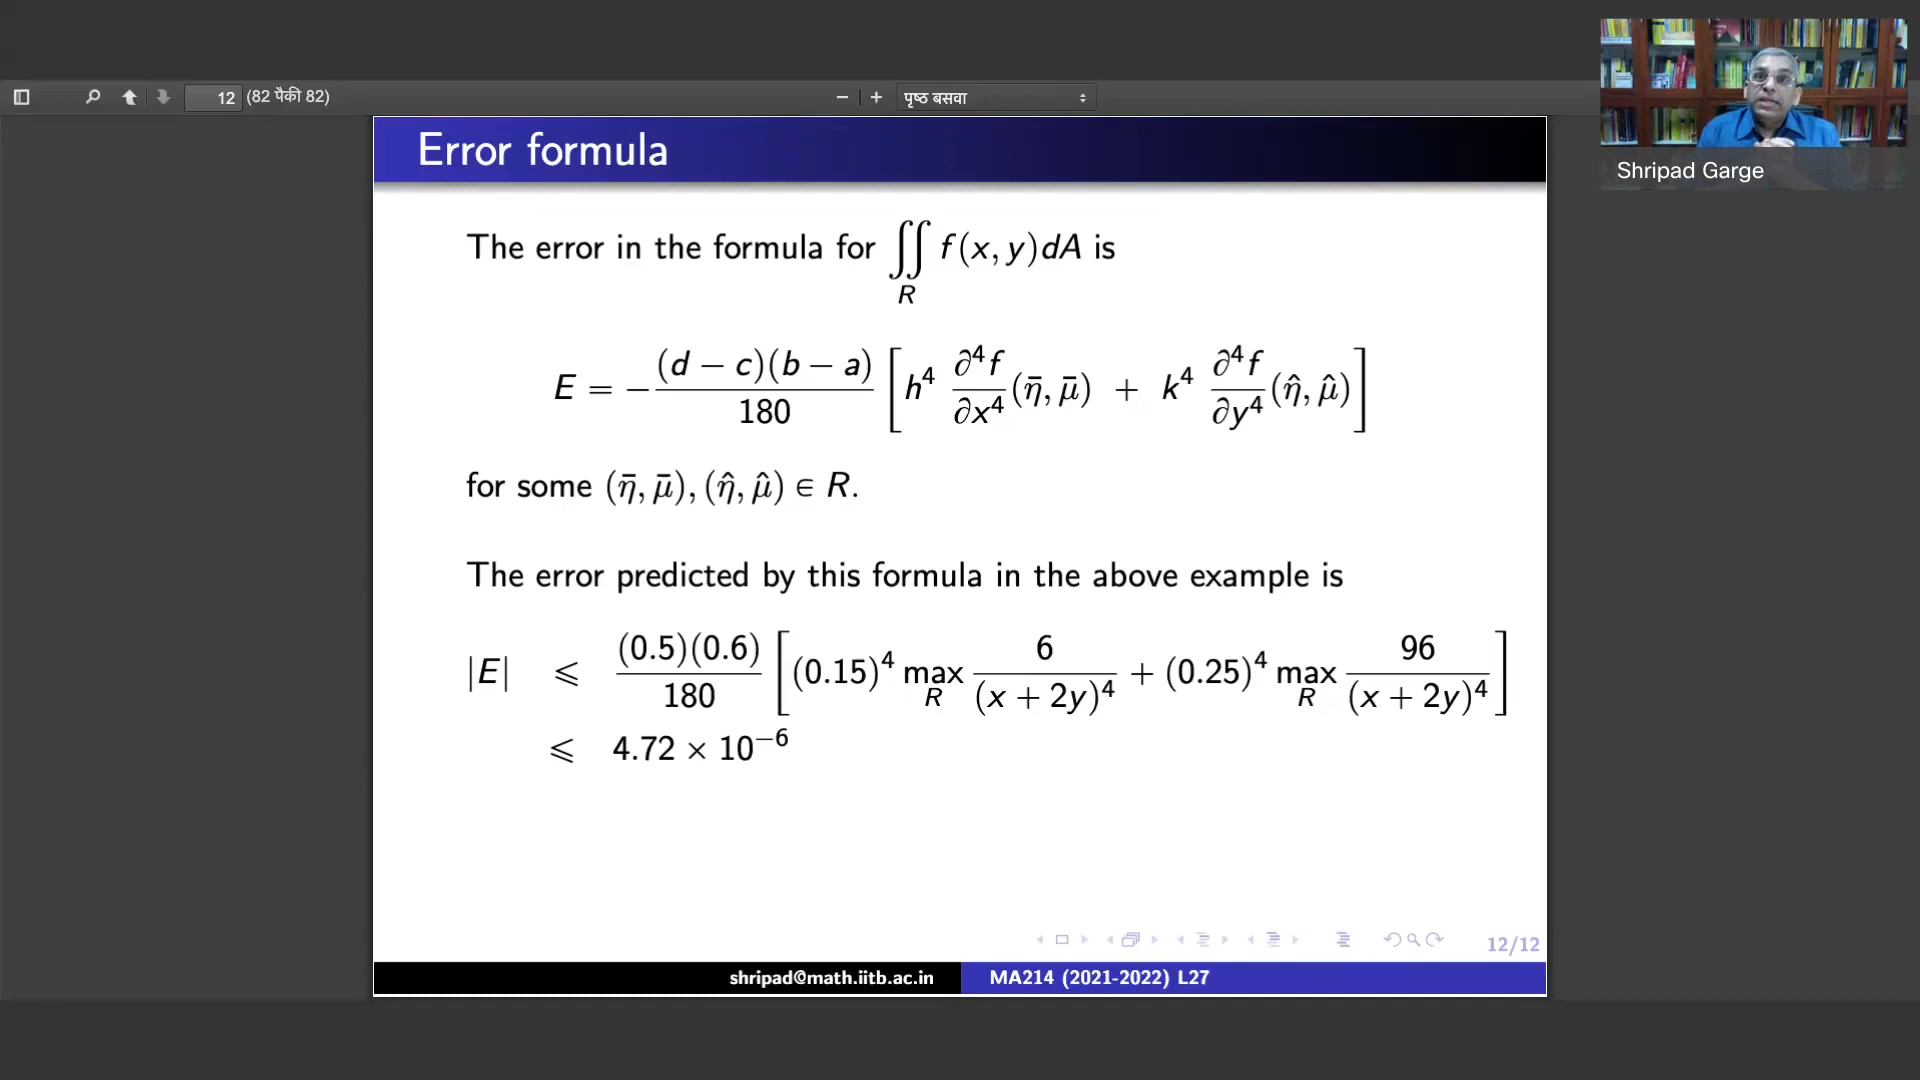 12 (82 पैकी 82)
पृष्ठ बसवा
Shripad Garge
Error formula
The error in the formula for ∬_R f(x, y)dA is
E = − (d − c)(b − a)/180 [h⁴ ∂⁴f/∂x⁴ (η̄, μ̄) + k⁴ ∂⁴f/∂y⁴ (η̂, μ̂)]
for some (η̄, μ̄), (η̂, μ̂) ∈ R.
The error predicted by this formula in the above example is
|E| ⩽ (0.5)(0.6)/180 [(0.15)⁴ max_R 6/(x + 2y)⁴ + (0.25)⁴ max_R 96/(x + 2y)⁴]
⩽ 4.72 × 10⁻⁶
12/12
shripad@math.iitb.ac.in MA214 (2021-2022) L27